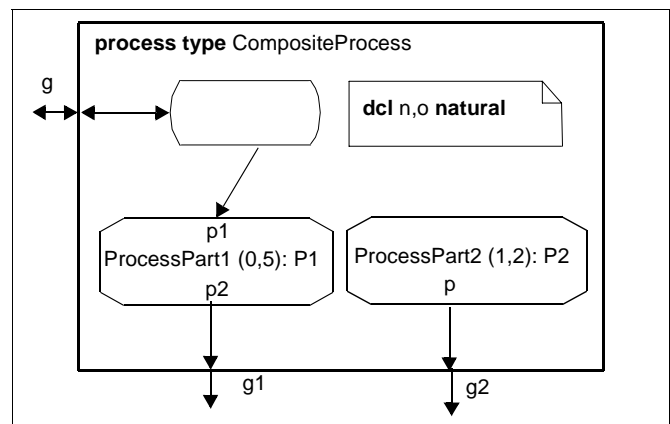 process type CompositeProcess
g
dcl n,o natural
p1
ProcessPart1 (0,5): P1
p2
ProcessPart2 (1,2): P2
p
g1
g2